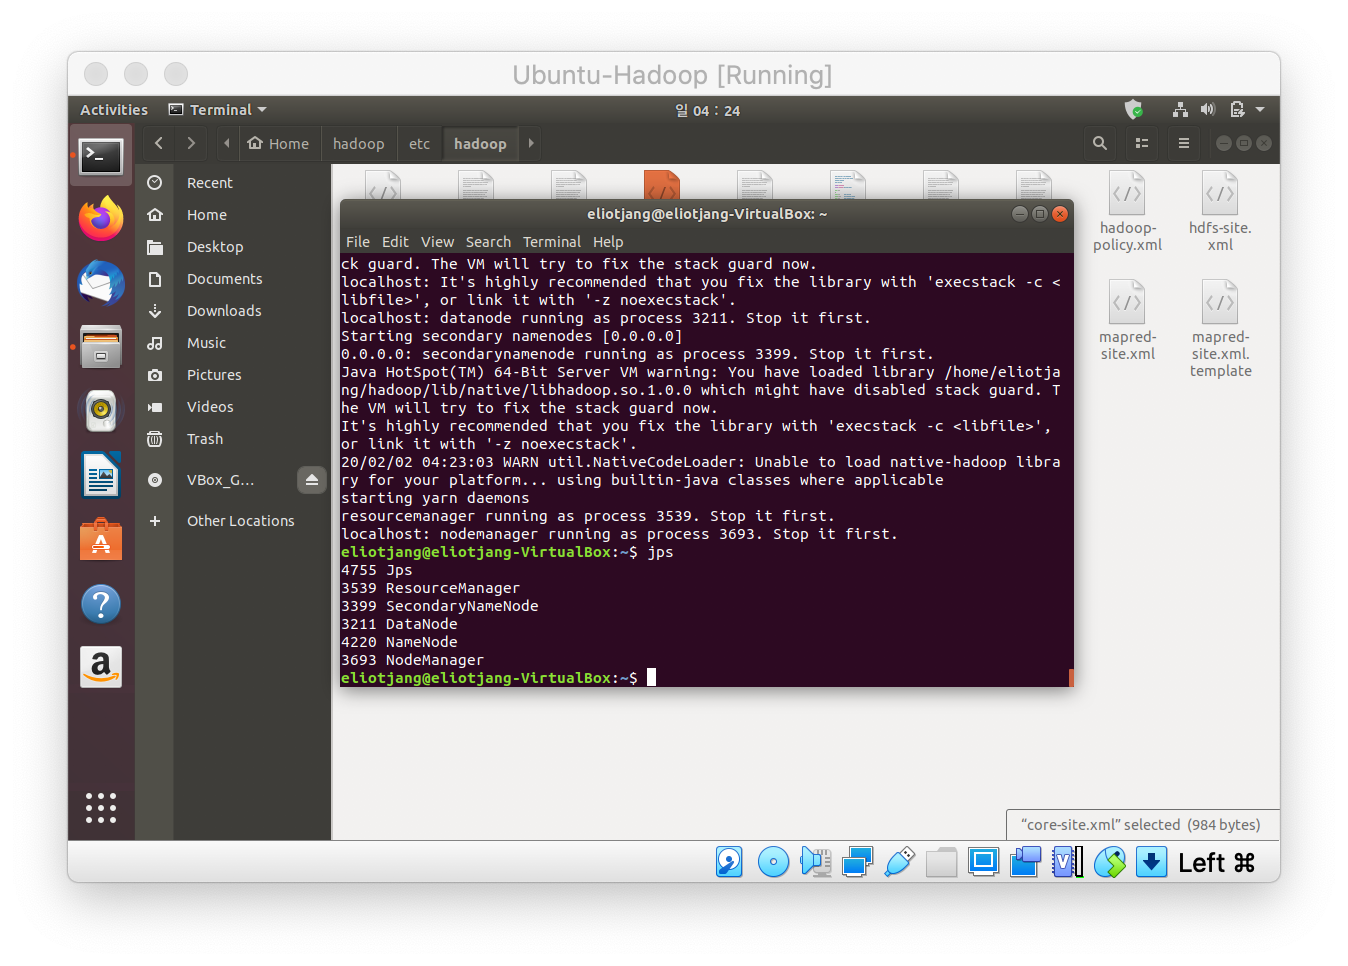 Ubuntu-Hadoop [Running]
Activities
Terminal
일 04 : 24
Home
hadoop
etc
hadoop
Recent
Home
Desktop
Documents
Downloads
Music
Pictures
Videos
Trash
VBox_G...
Other Locations
hadoop-
policy.xml
hdfs-site.
xml
mapred-
site.xml
mapred-
site.xml.
template
eliotjang@eliotjang-VirtualBox: ~
File Edit View Search Terminal Help
ck guard. The VM will try to fix the stack guard now.
localhost: It's highly recommended that you fix the library with 'execstack -c <
libfile>', or link it with '-z noexecstack'.
localhost: datanode running as process 3211. Stop it first.
Starting secondary namenodes [0.0.0.0]
0.0.0.0: secondarynamenode running as process 3399. Stop it first.
Java HotSpot(TM) 64-Bit Server VM warning: You have loaded library /home/eliotja
ng/hadoop/lib/native/libhadoop.so.1.0.0 which might have disabled stack guard. T
he VM will try to fix the stack guard now.
It's highly recommended that you fix the library with 'execstack -c <libfile>',
or link it with '-z noexecstack'.
20/02/02 04:23:03 WARN util.NativeCodeLoader: Unable to load native-hadoop libra
ry for your platform... using builtin-java classes where applicable
starting yarn daemons
resourcemanager running as process 3539. Stop it first.
localhost: nodemanager running as process 3693. Stop it first.
eliotjang@eliotjang-VirtualBox:~$ jps
4755 Jps
3539 ResourceManager
3399 SecondaryNameNode
3211 DataNode
4220 NameNode
3693 NodeManager
eliotjang@eliotjang-VirtualBox:~$
"core-site.xml" selected (984 bytes)
Left ⌘